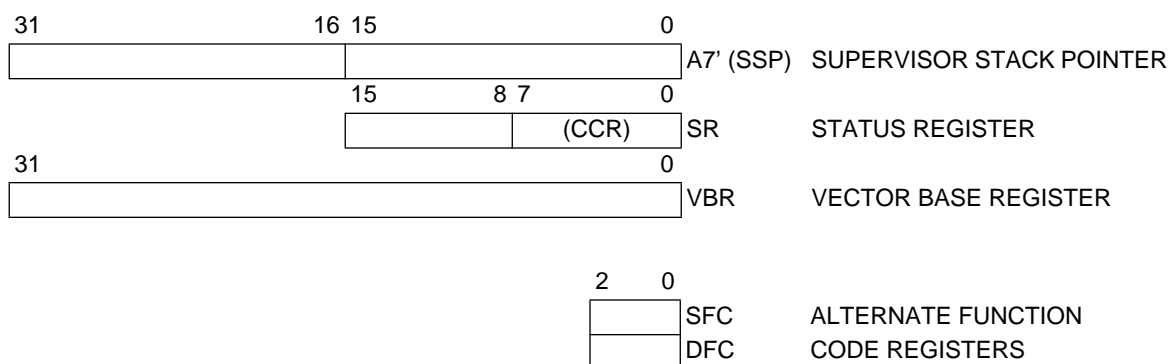 31 16 15 0
A7’ (SSP) SUPERVISOR STACK POINTER
15 8 7 0
(CCR) SR STATUS REGISTER
31 0
VBR VECTOR BASE REGISTER
2 0
SFC ALTERNATE FUNCTION
DFC CODE REGISTERS